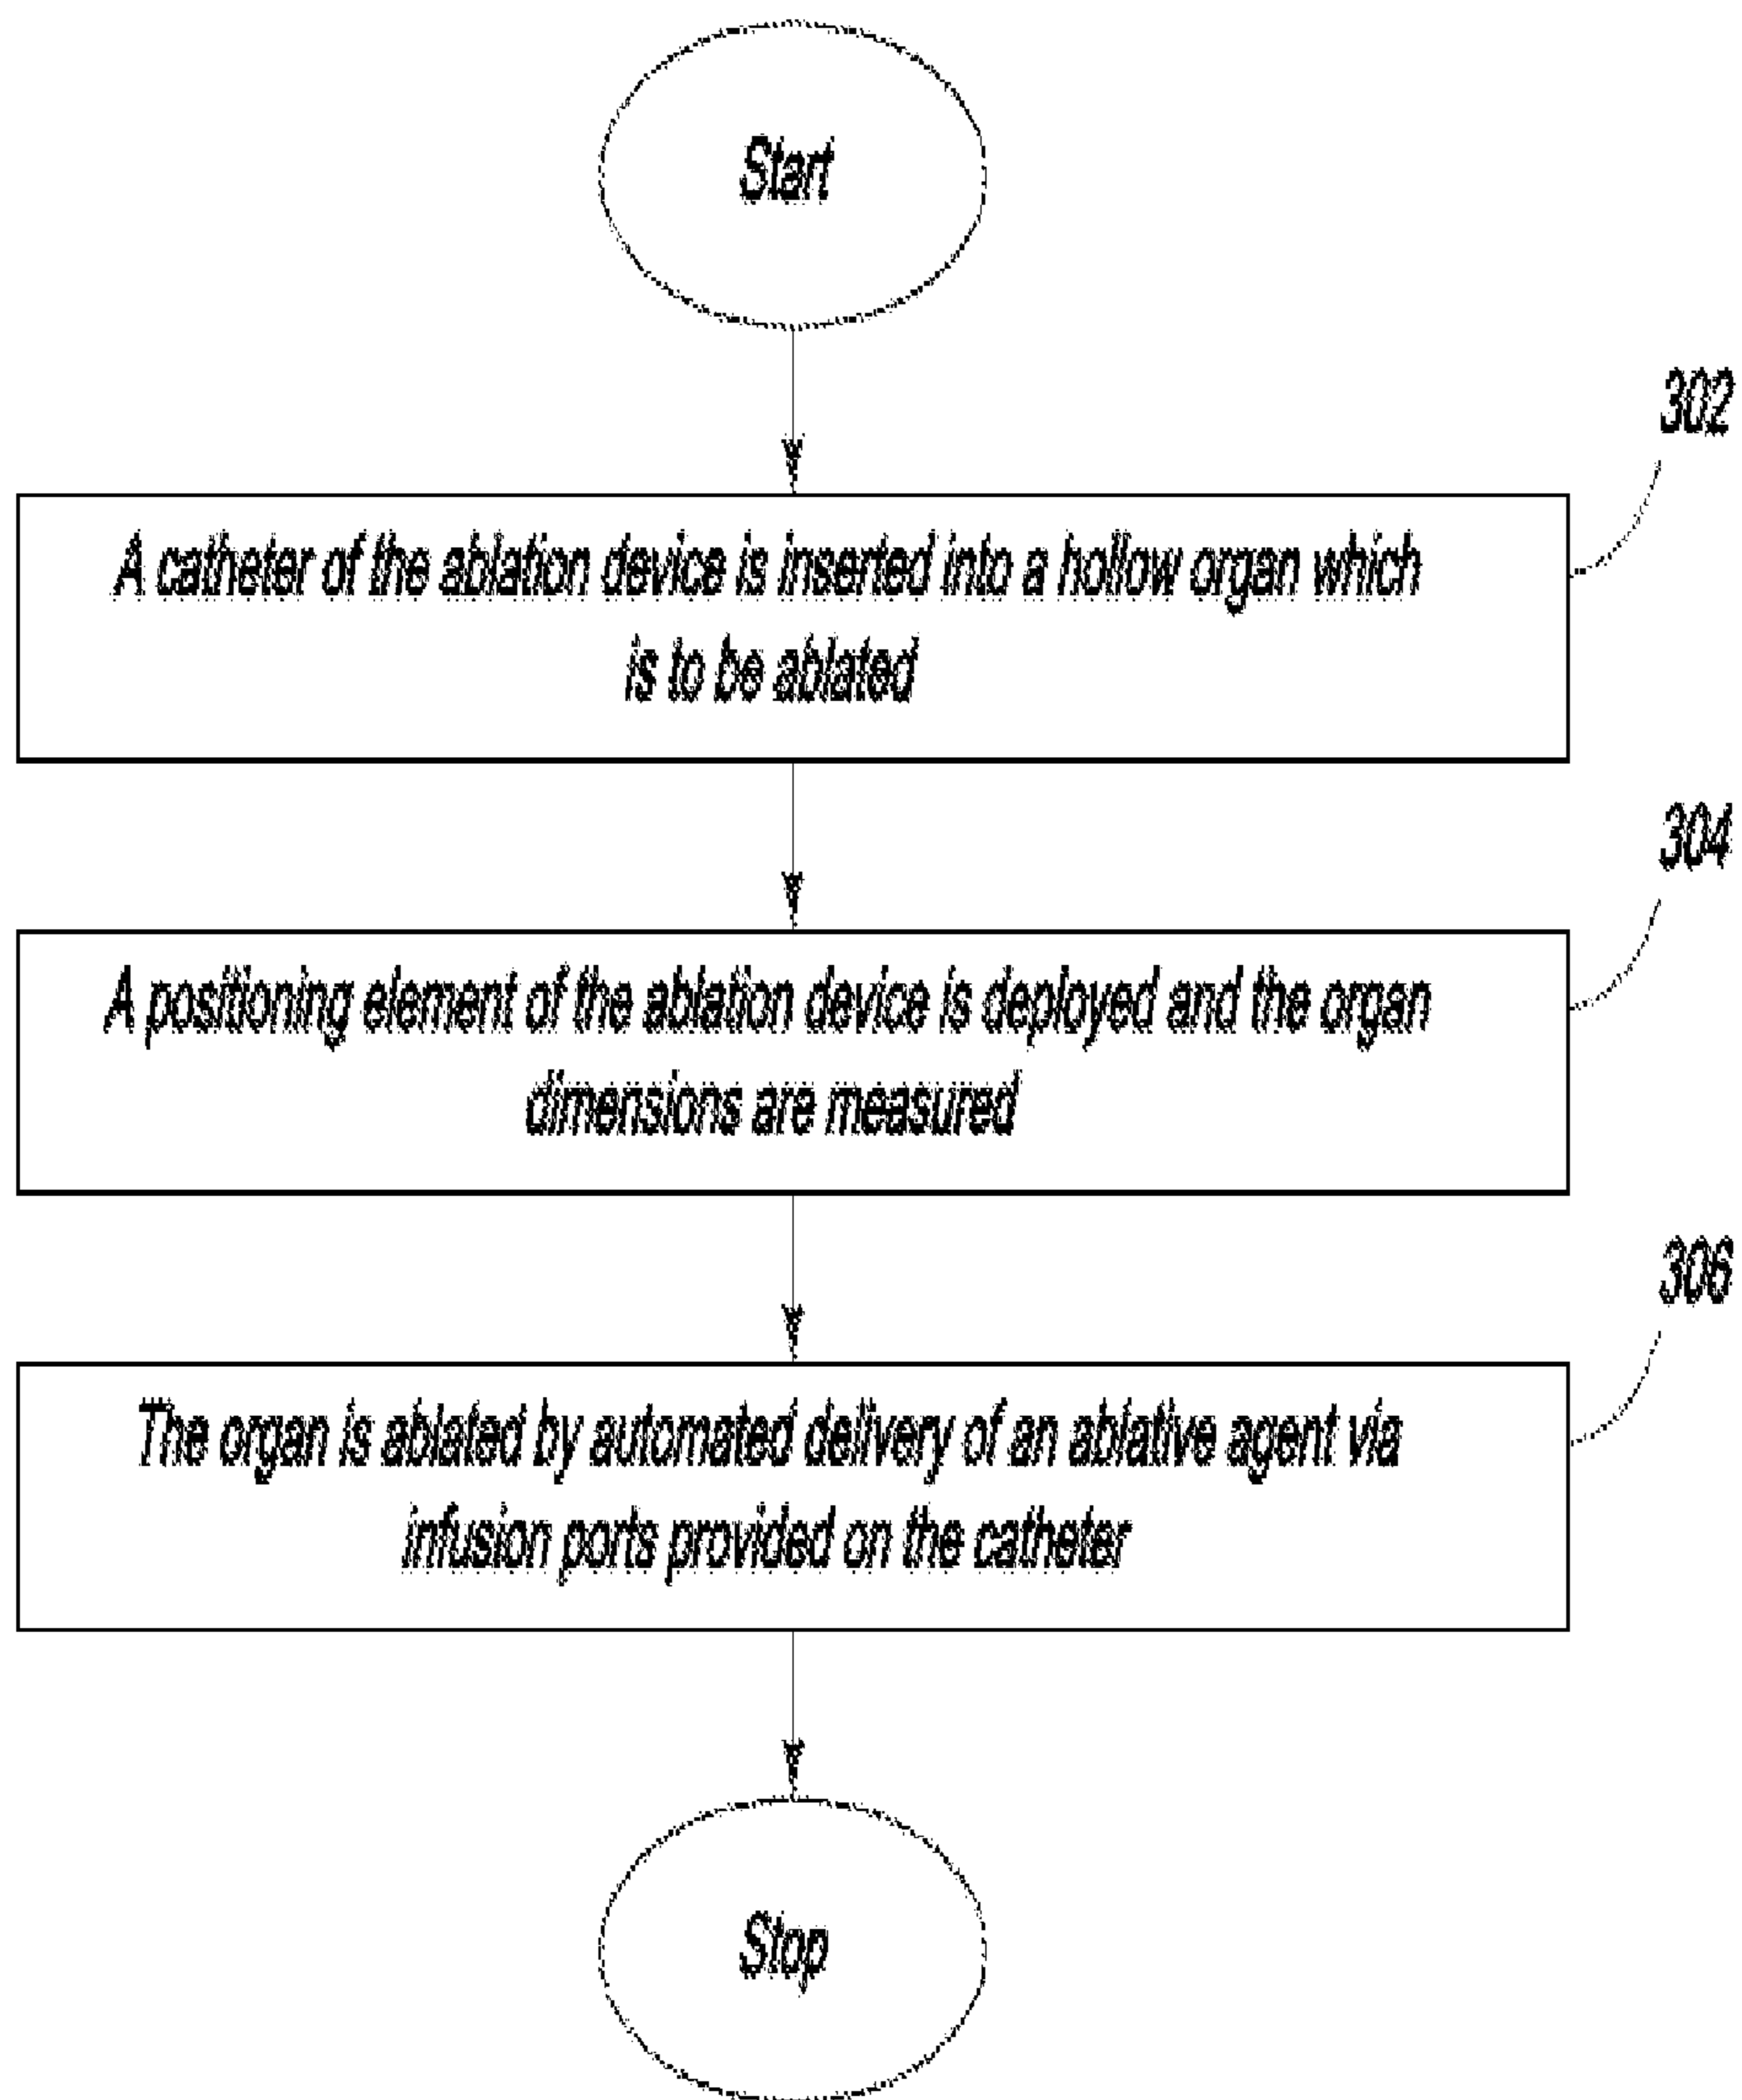 Start
302
A catheter of the ablation device is inserted into a hollow organ which
is to be ablated
304
A positioning element of the ablation device is deployed and the organ
dimensions are measured
306
The organ is ablated by automated delivery of an ablative agent via
infusion ports provided on the catheter
Stop